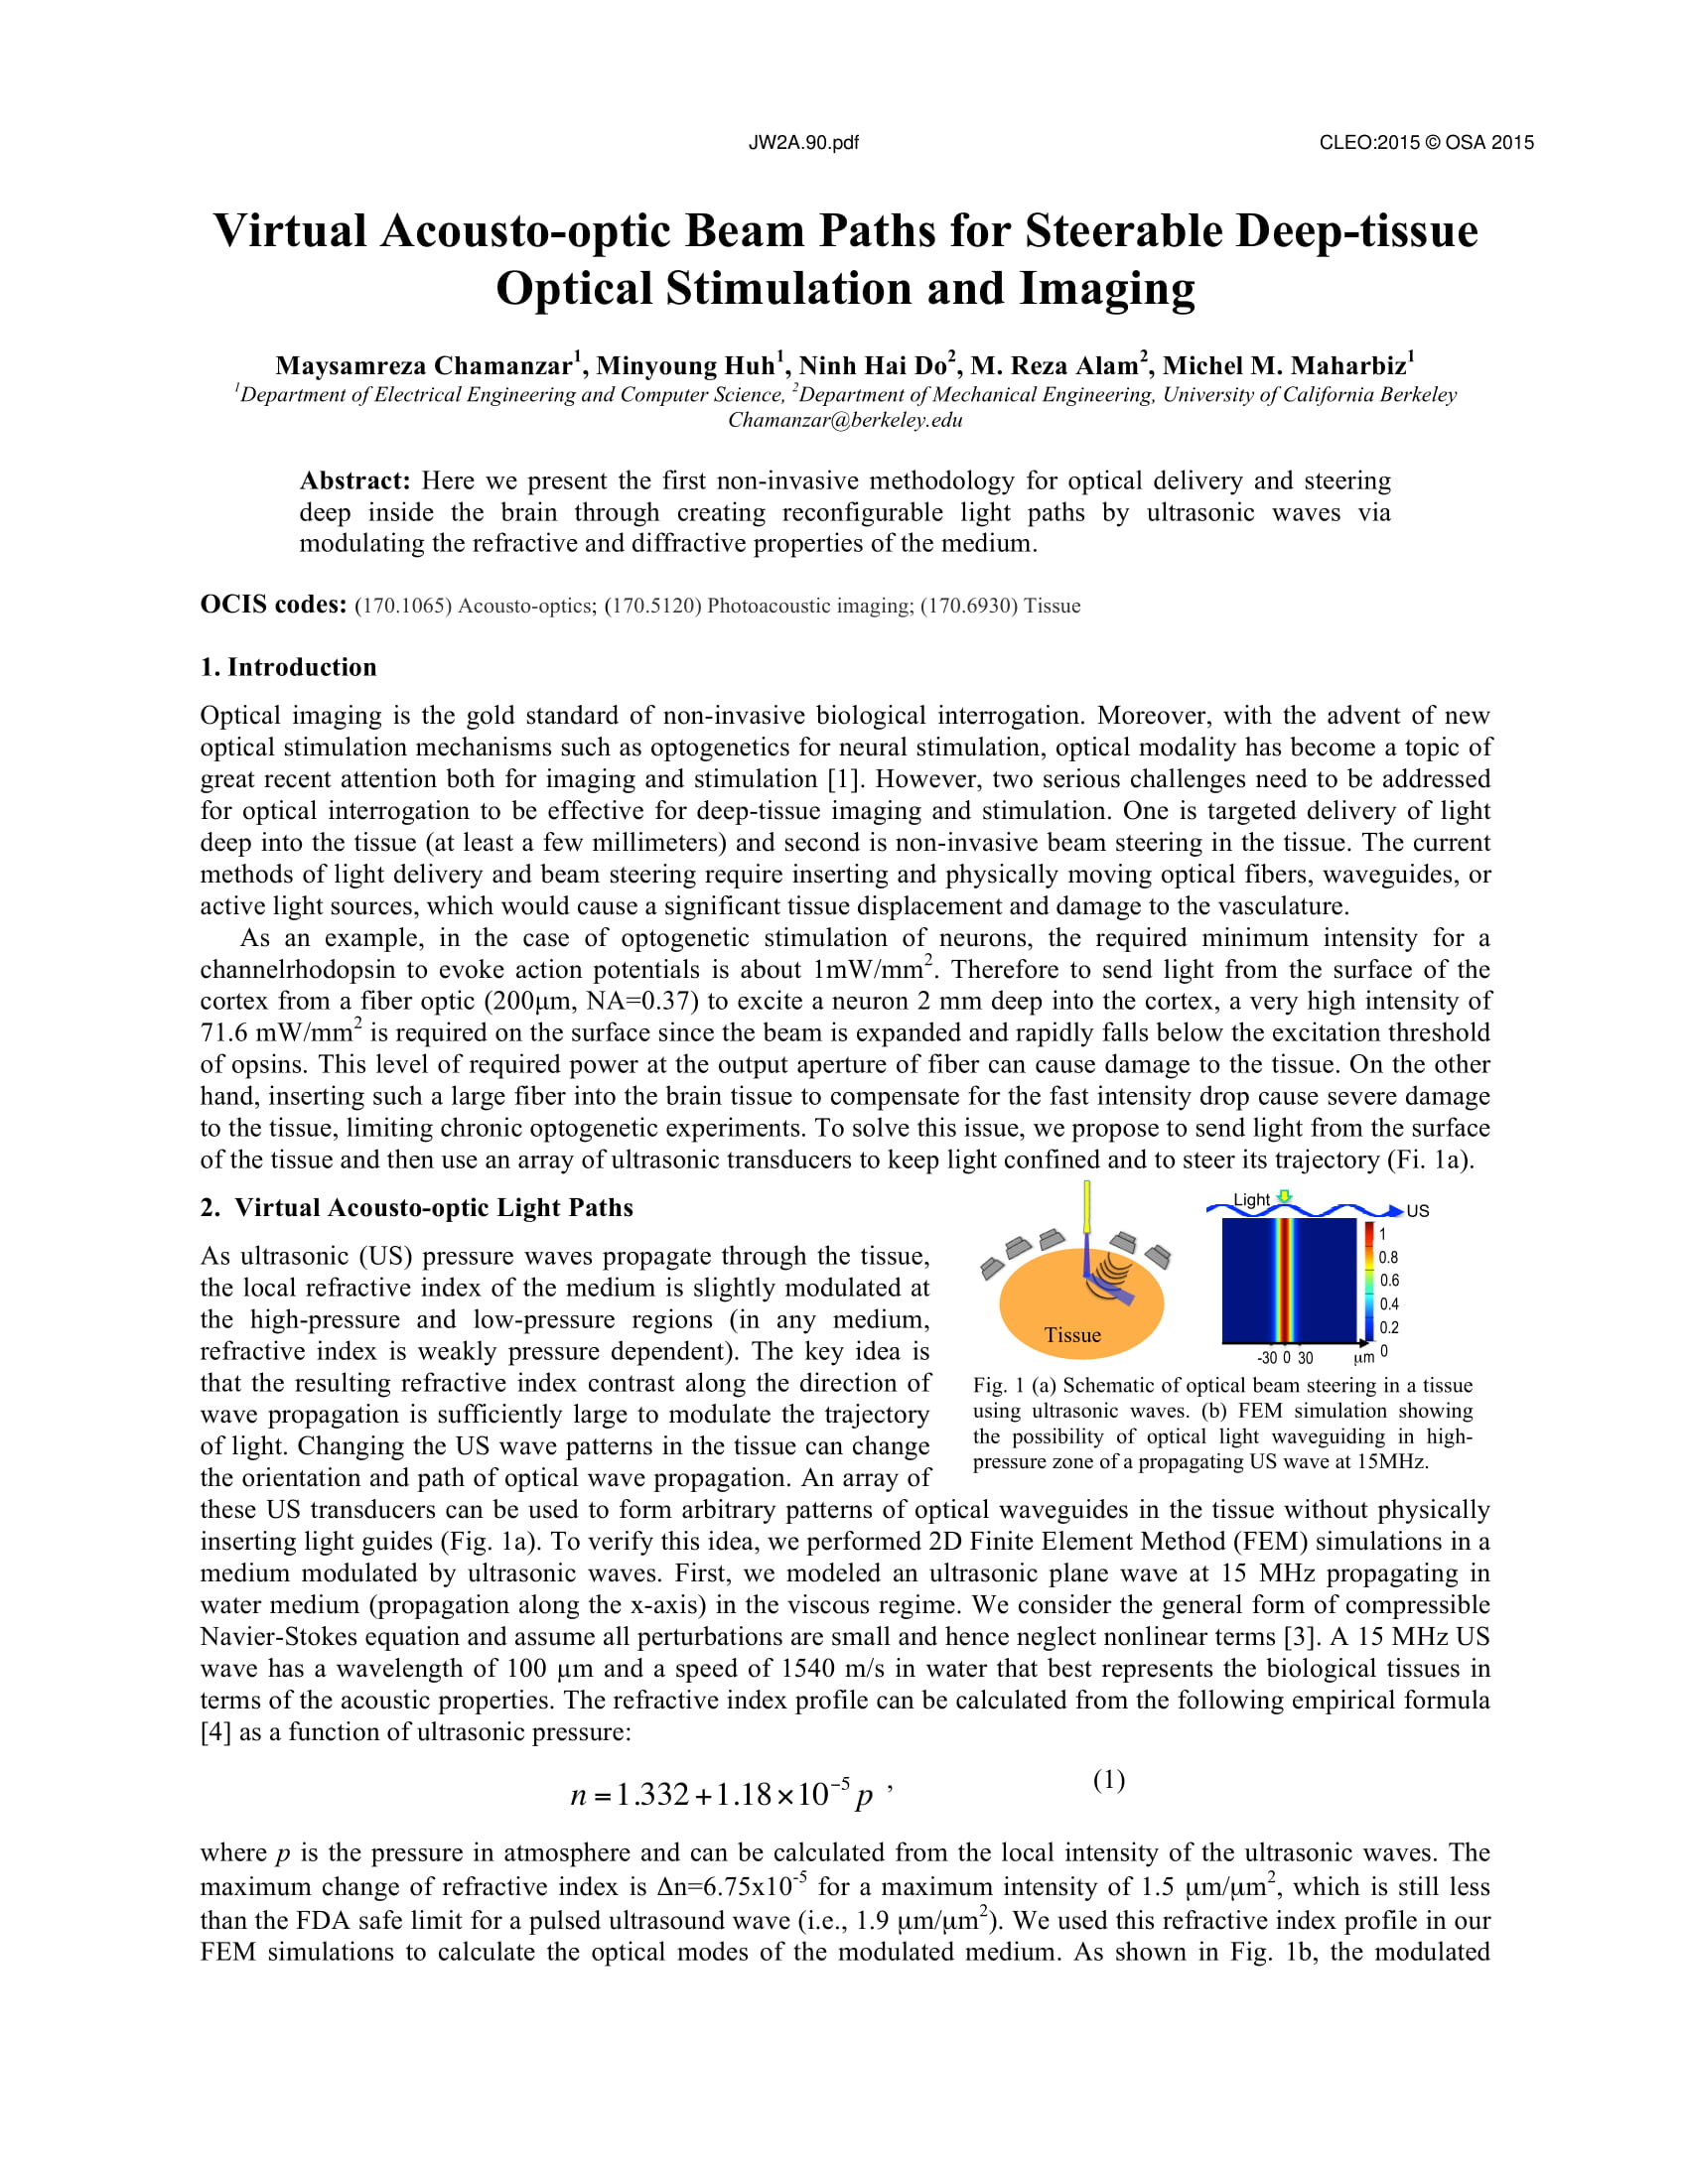 JW2A.90.pdf
CLEO:2015 © OSA 2015
Virtual Acousto-optic Beam Paths for Steerable Deep-tissue
Optical Stimulation and Imaging
Maysamreza Chamanzar1, Minyoung Huh1, Ninh Hai Do2, M. Reza Alam2, Michel M. Maharbiz1
1Department of Electrical Engineering and Computer Science, 2Department of Mechanical Engineering, University of California Berkeley
Chamanzar@berkeley.edu
Abstract: Here we present the first non-invasive methodology for optical delivery and steering
deep inside the brain through creating reconfigurable light paths by ultrasonic waves via
modulating the refractive and diffractive properties of the medium.
OCIS codes: (170.1065) Acousto-optics; (170.5120) Photoacoustic imaging; (170.6930) Tissue
1. Introduction
Optical imaging is the gold standard of non-invasive biological interrogation. Moreover, with the advent of new
optical stimulation mechanisms such as optogenetics for neural stimulation, optical modality has become a topic of
great recent attention both for imaging and stimulation [1]. However, two serious challenges need to be addressed
for optical interrogation to be effective for deep-tissue imaging and stimulation. One is targeted delivery of light
deep into the tissue (at least a few millimeters) and second is non-invasive beam steering in the tissue. The current
methods of light delivery and beam steering require inserting and physically moving optical fibers, waveguides, or
active light sources, which would cause a significant tissue displacement and damage to the vasculature.
As an example, in the case of optogenetic stimulation of neurons, the required minimum intensity for a
channelrhodopsin to evoke action potentials is about 1mW/mm2. Therefore to send light from the surface of the
cortex from a fiber optic (200μm, NA=0.37) to excite a neuron 2 mm deep into the cortex, a very high intensity of
71.6 mW/mm2 is required on the surface since the beam is expanded and rapidly falls below the excitation threshold
of opsins. This level of required power at the output aperture of fiber can cause damage to the tissue. On the other
hand, inserting such a large fiber into the brain tissue to compensate for the fast intensity drop cause severe damage
to the tissue, limiting chronic optogenetic experiments. To solve this issue, we propose to send light from the surface
of the tissue and then use an array of ultrasonic transducers to keep light confined and to steer its trajectory (Fi. 1a).
2. Virtual Acousto-optic Light Paths
As ultrasonic (US) pressure waves propagate through the tissue,
the local refractive index of the medium is slightly modulated at
the high-pressure and low-pressure regions (in any medium,
refractive index is weakly pressure dependent). The key idea is
that the resulting refractive index contrast along the direction of
wave propagation is sufficiently large to modulate the trajectory
of light. Changing the US wave patterns in the tissue can change
the orientation and path of optical wave propagation. An array of
Tissue
Light
US
1
0.8
0.6
0.4
0.2
0
-30 0 30
μm
Fig. 1 (a) Schematic of optical beam steering in a tissue
using ultrasonic waves. (b) FEM simulation showing
the possibility of optical light waveguiding in high-
pressure zone of a propagating US wave at 15MHz.
these US transducers can be used to form arbitrary patterns of optical waveguides in the tissue without physically
inserting light guides (Fig. 1a). To verify this idea, we performed 2D Finite Element Method (FEM) simulations in a
medium modulated by ultrasonic waves. First, we modeled an ultrasonic plane wave at 15 MHz propagating in
water medium (propagation along the x-axis) in the viscous regime. We consider the general form of compressible
Navier-Stokes equation and assume all perturbations are small and hence neglect nonlinear terms [3]. A 15 MHz US
wave has a wavelength of 100 μm and a speed of 1540 m/s in water that best represents the biological tissues in
terms of the acoustic properties. The refractive index profile can be calculated from the following empirical formula
[4] as a function of ultrasonic pressure:
n = 1.332 + 1.18 × 10−5 p , (1)
where p is the pressure in atmosphere and can be calculated from the local intensity of the ultrasonic waves. The
maximum change of refractive index is Δn=6.75x10-5 for a maximum intensity of 1.5 μm/μm2, which is still less
than the FDA safe limit for a pulsed ultrasound wave (i.e., 1.9 μm/μm2). We used this refractive index profile in our
FEM simulations to calculate the optical modes of the modulated medium. As shown in Fig. 1b, the modulated